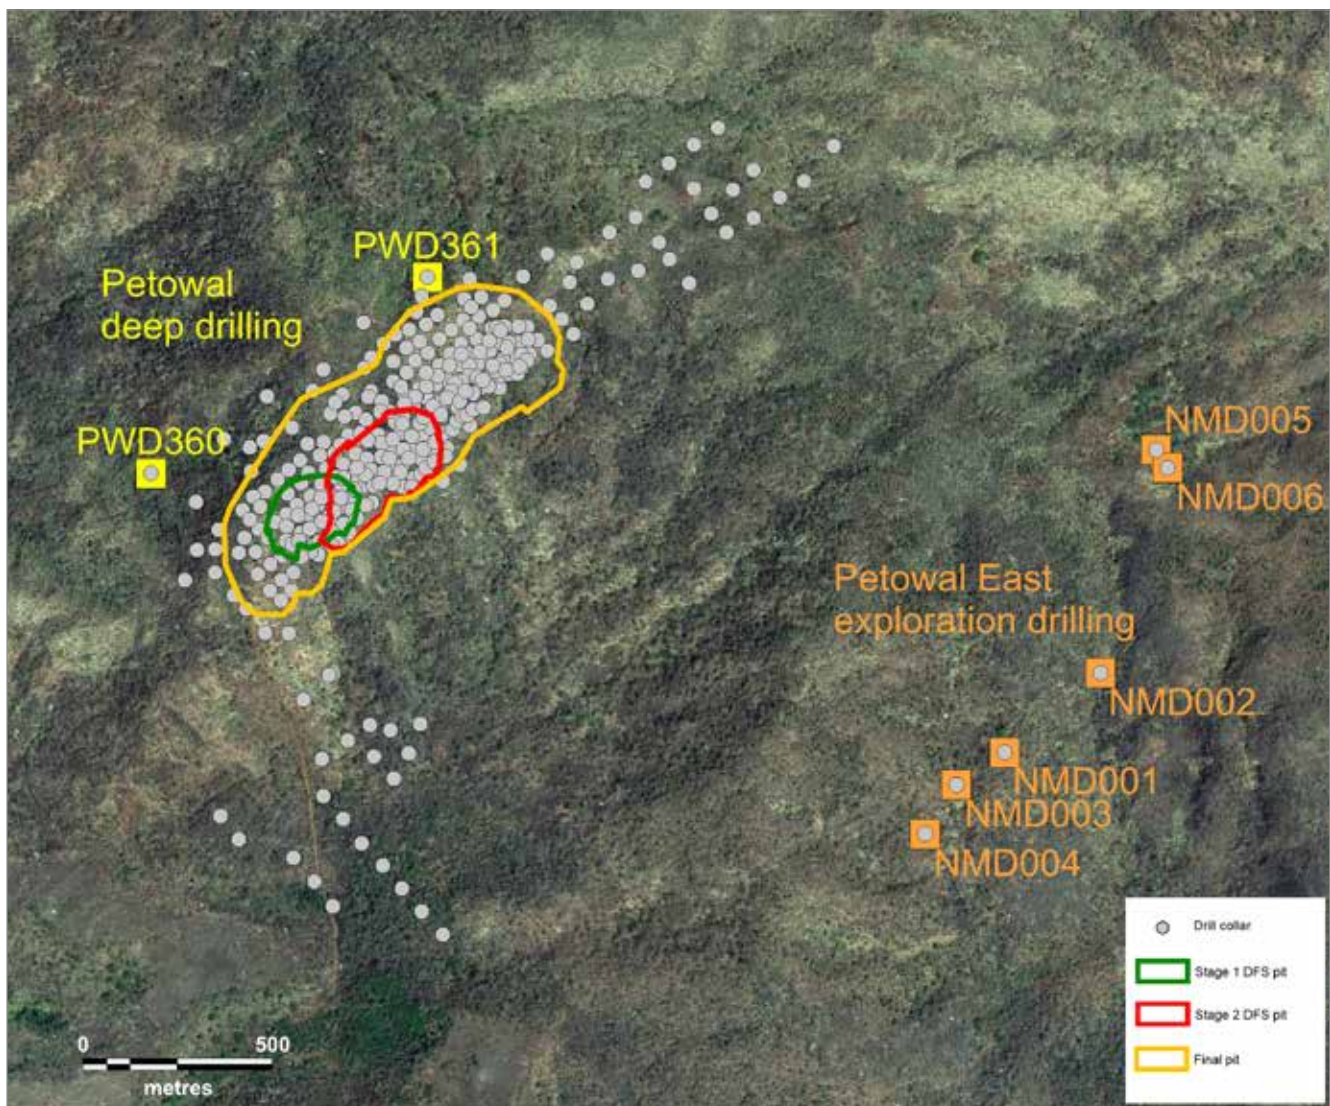 PWD361
Petowal
deep drilling
PWD360
NMD005
NMD006
Petowal East
exploration drilling
NMD002
NMD001
NMD003
NMD004
Drill collar
Stage 1 DFS pit
Stage 2 DFS pit
Final pit
0 500
metres